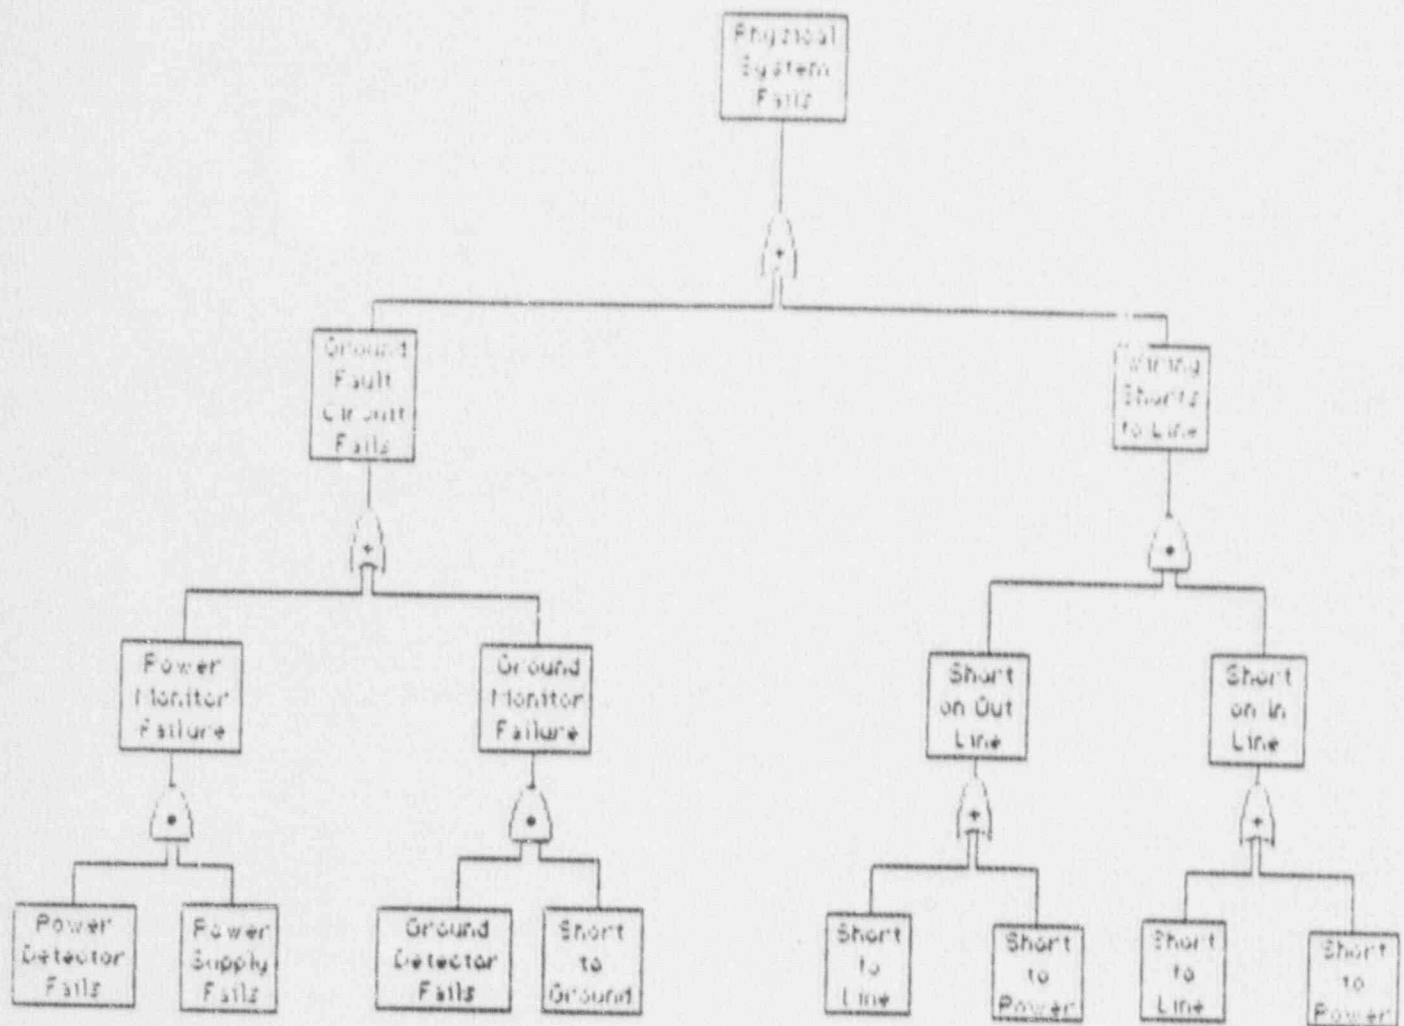 Physical
System
Fails
Ground
Fault
Circuit
Fails
Wiring
Shorts
to Line
Power
Monitor
Failure
Ground
Monitor
Failure
Short
on Out
Line
Short
on In
Line
Power
Detector
Fails
Power
Supply
Fails
Ground
Detector
Fails
Short
to
Ground
Short
to
Line
Short
to
Power
Short
to
Line
Short
to
Power